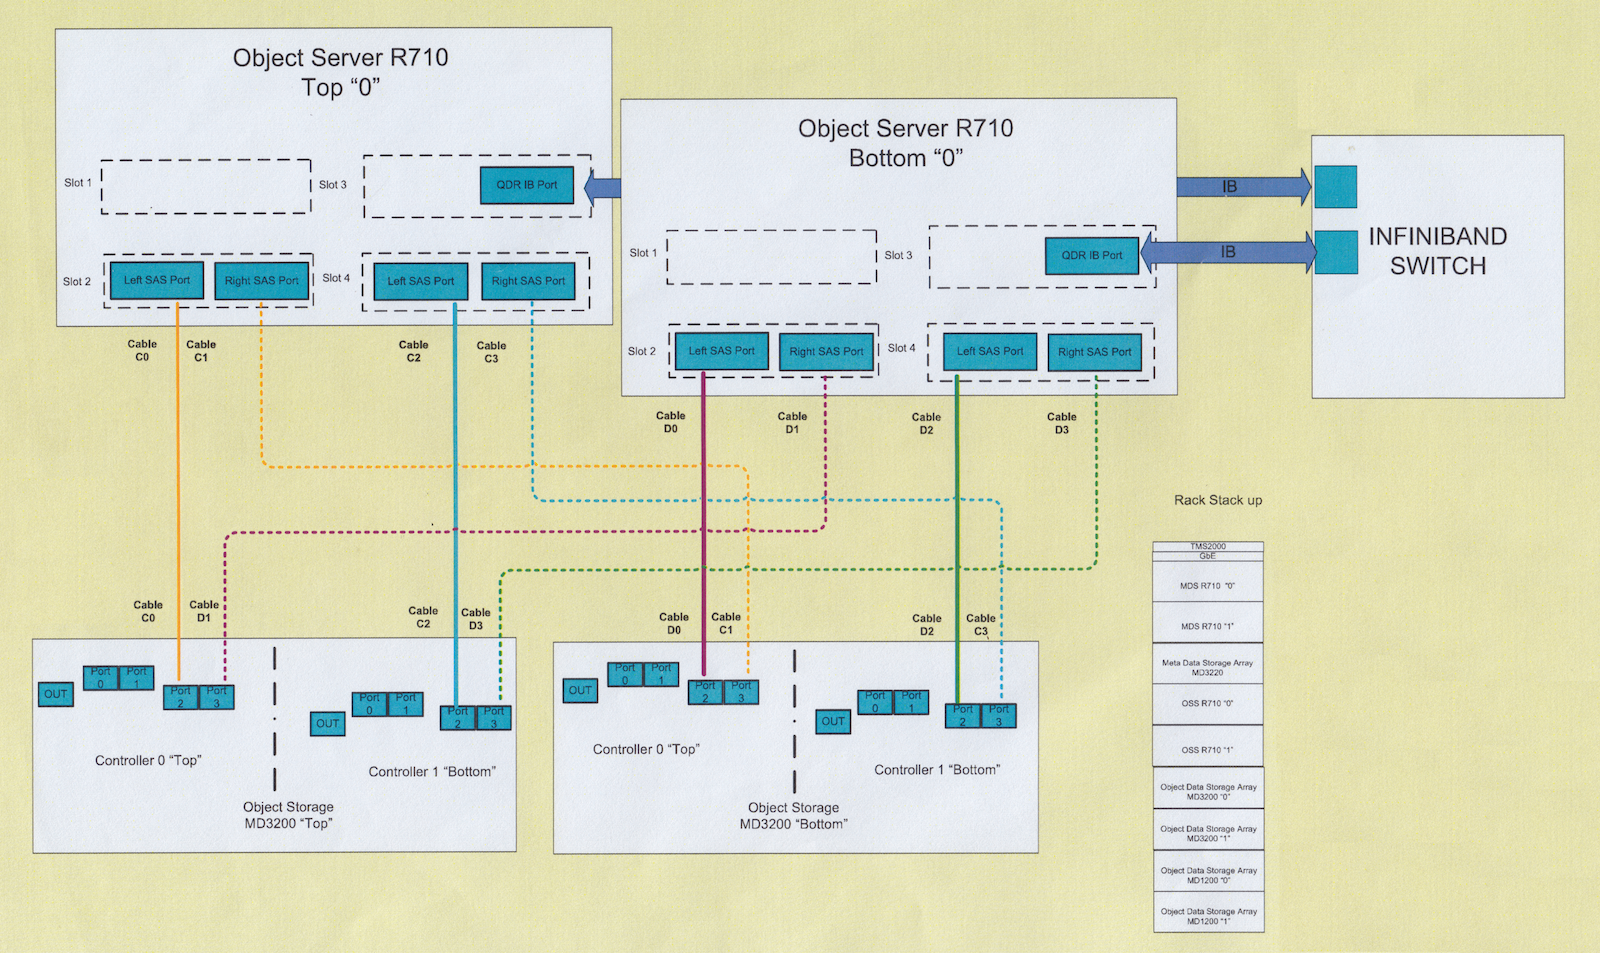 Object Server R710
Top “0”
Slot 1
Slot 3
QDR IB Port
Slot 2
Left SAS Port
Right SAS Port
Slot 4
Left SAS Port
Right SAS Port
Cable
C0
Cable
C1
Cable
C2
Cable
C3
Object Server R710
Bottom “0”
Slot 1
Slot 3
QDR IB Port
Slot 2
Left SAS Port
Right SAS Port
Slot 4
Left SAS Port
Right SAS Port
Cable
D0
Cable
D1
Cable
D2
Cable
D3
IB
IB
INFINIBAND
SWITCH
Cable
C0
Cable
D1
Cable
C2
Cable
D3
OUT
Port
0
Port
1
Port
2
Port
3
Controller 0 “Top”
OUT
Port
0
Port
1
Port
2
Port
3
Controller 1 “Bottom”
Object Storage
MD3200 “Top”
Cable
D0
Cable
C1
Cable
D2
Cable
C3
OUT
Port
0
Port
1
Port
2
Port
3
Controller 0 “Top”
OUT
Port
0
Port
1
Port
2
Port
3
Controller 1 “Bottom”
Object Storage
MD3200 “Bottom”
Rack Stack up
TMS2000
GbE
MDS R710 “0”
MDS R710 “1”
Meta Data Storage Array
MD3220
OSS R710 “0”
OSS R710 “1”
Object Data Storage Array
MD3200 “0”
Object Data Storage Array
MD3200 “1”
Object Data Storage Array
MD1200 “0”
Object Data Storage Array
MD1200 “1”